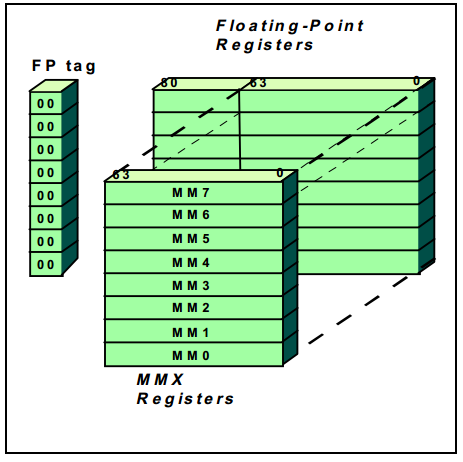 Floating-Point
Registers
FP tag
80 63 0
00
00
00
00
00
00
00
00
63 0
MM7
MM6
MM5
MM4
MM3
MM2
MM1
MM0
MMX
Registers